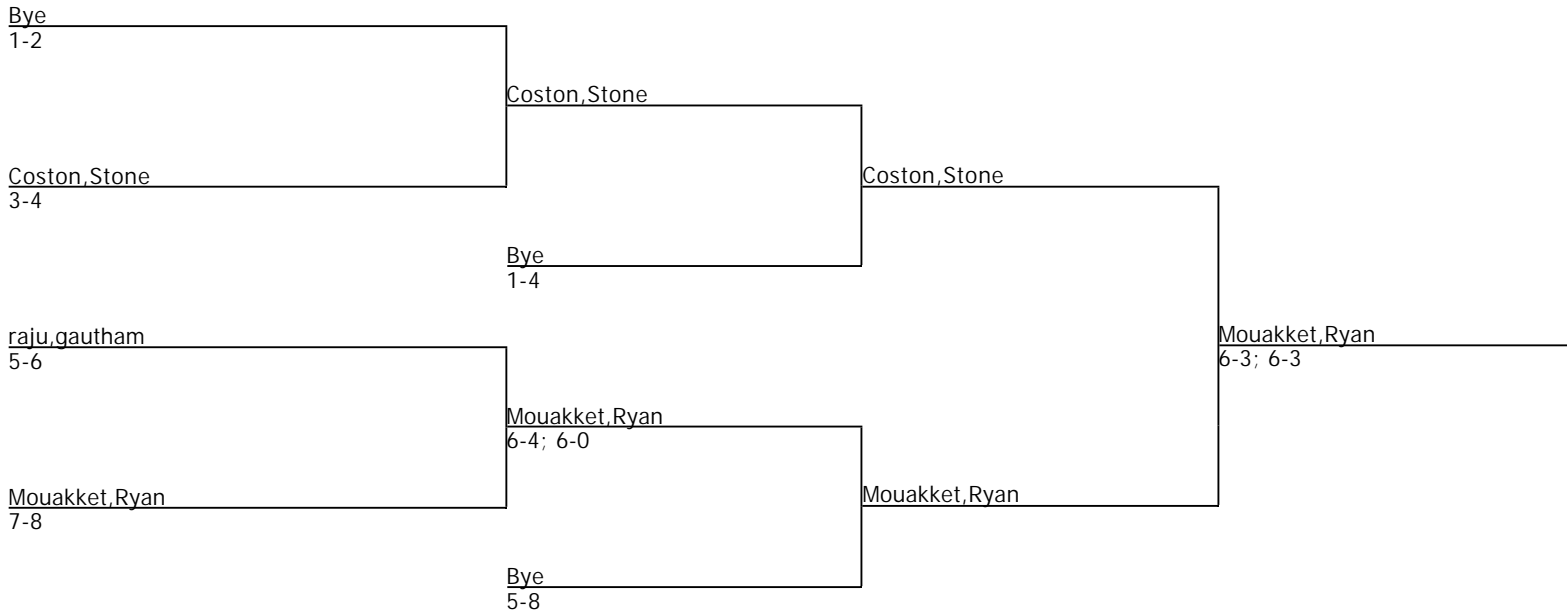 Bye
1-2
Coston,Stone
Coston,Stone
3-4
Coston,Stone
Bye
1-4
raju,gautham
5-6
Mouakket,Ryan
6-3; 6-3
Mouakket,Ryan
6-4; 6-0
Mouakket,Ryan
7-8
Mouakket,Ryan
Bye
5-8